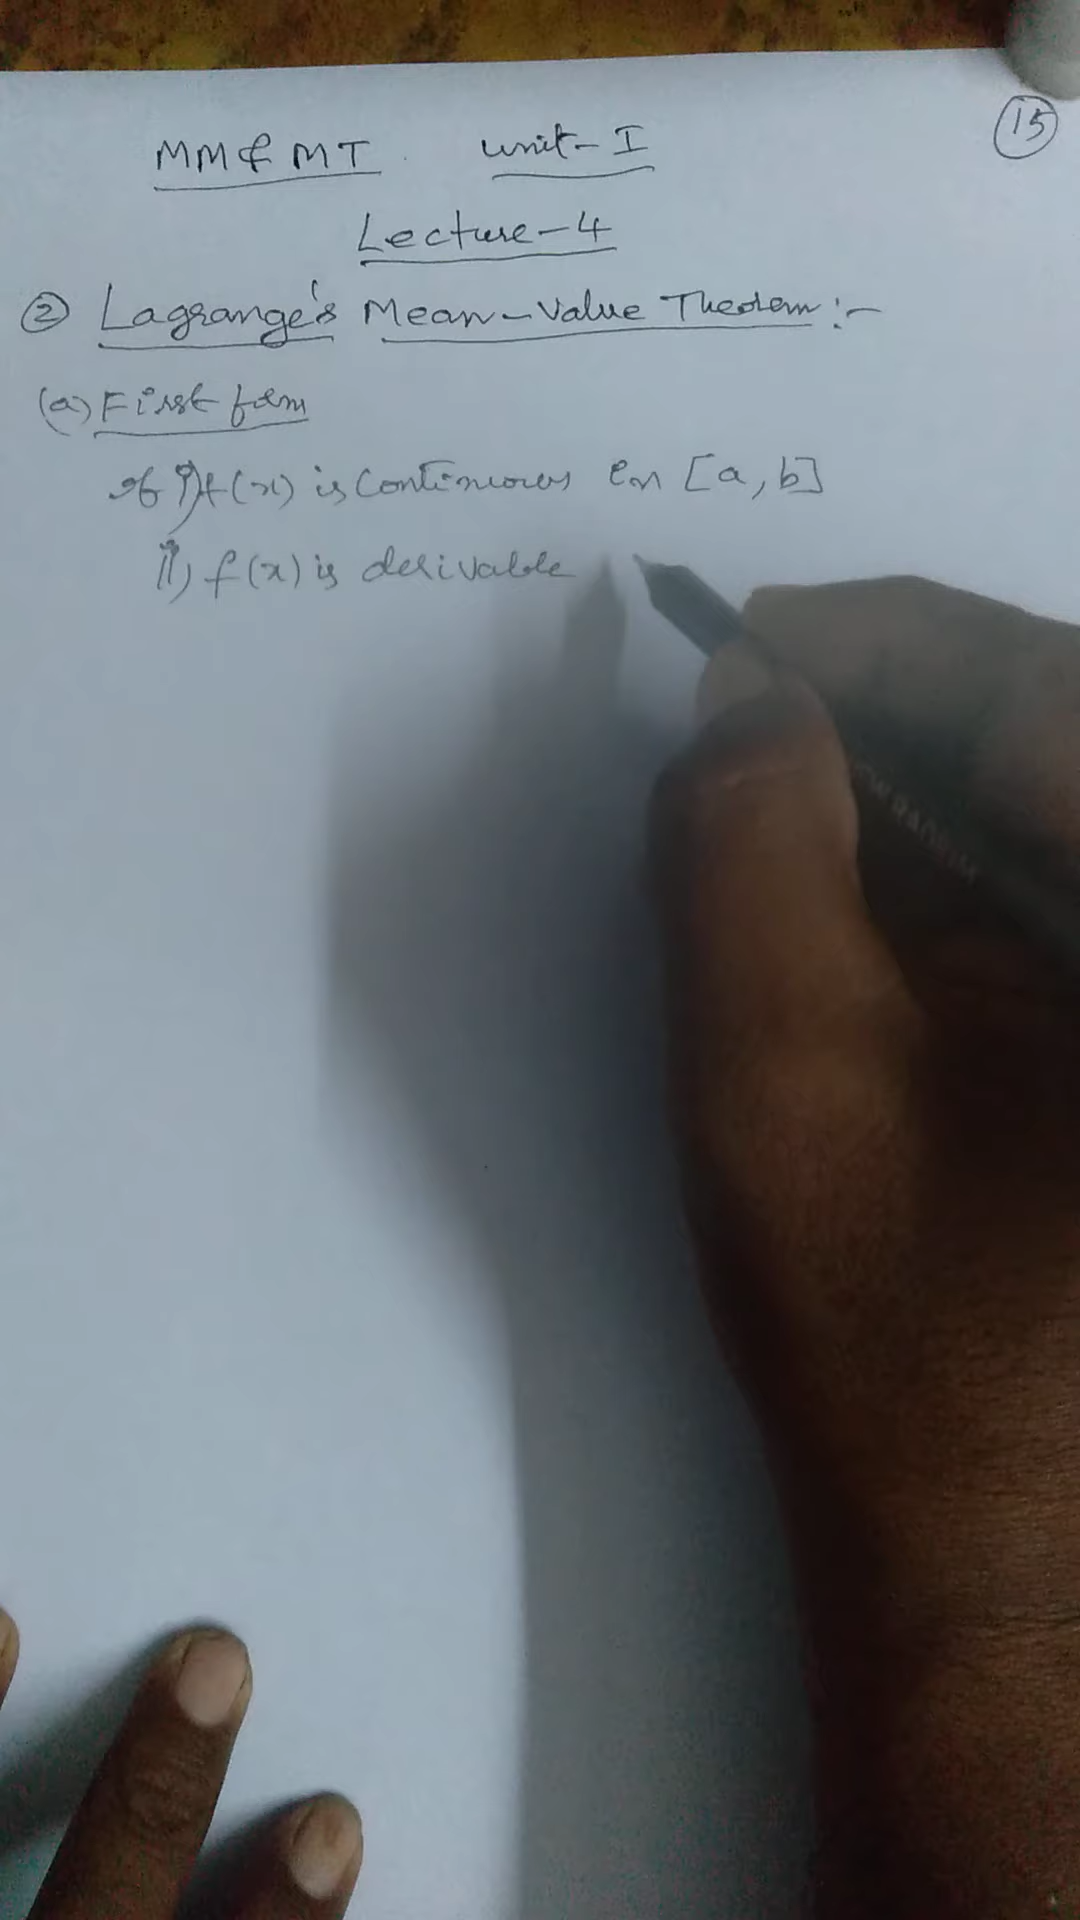 15
MM & MT Unit-I
Lecture-4
② Lagrange's Mean-Value Theorem:-
(a) First form
If i) f(x) is continuous in [a, b]
ii) f(x) is derivable